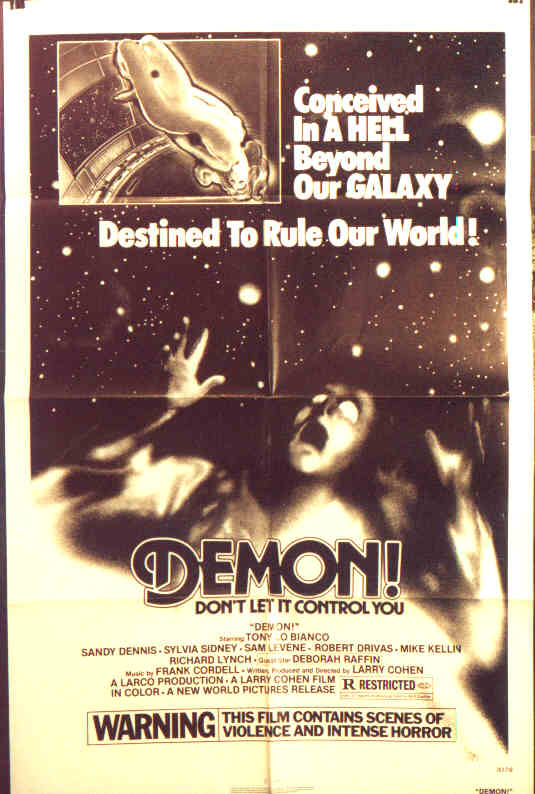 Conceived
In A HELL
Beyond
Our GALAXY
Destined To Rule Our World!
DEMON!
DON'T LET IT CONTROL YOU
"DEMON!"
Starring TONY LO BIANCO
SANDY DENNIS • SYLVIA SIDNEY • SAM LEVENE • ROBERT DRIVAS • MIKE KELLIN
RICHARD LYNCH • Guest Star DEBORAH RAFFIN
Music by FRANK CORDELL • Written, Produced and Directed by LARRY COHEN
A LARCO PRODUCTION • A LARRY COHEN FILM
IN COLOR • A NEW WORLD PICTURES RELEASE
R RESTRICTED
WARNING
THIS FILM CONTAINS SCENES OF
VIOLENCE AND INTENSE HORROR
"DEMON!"